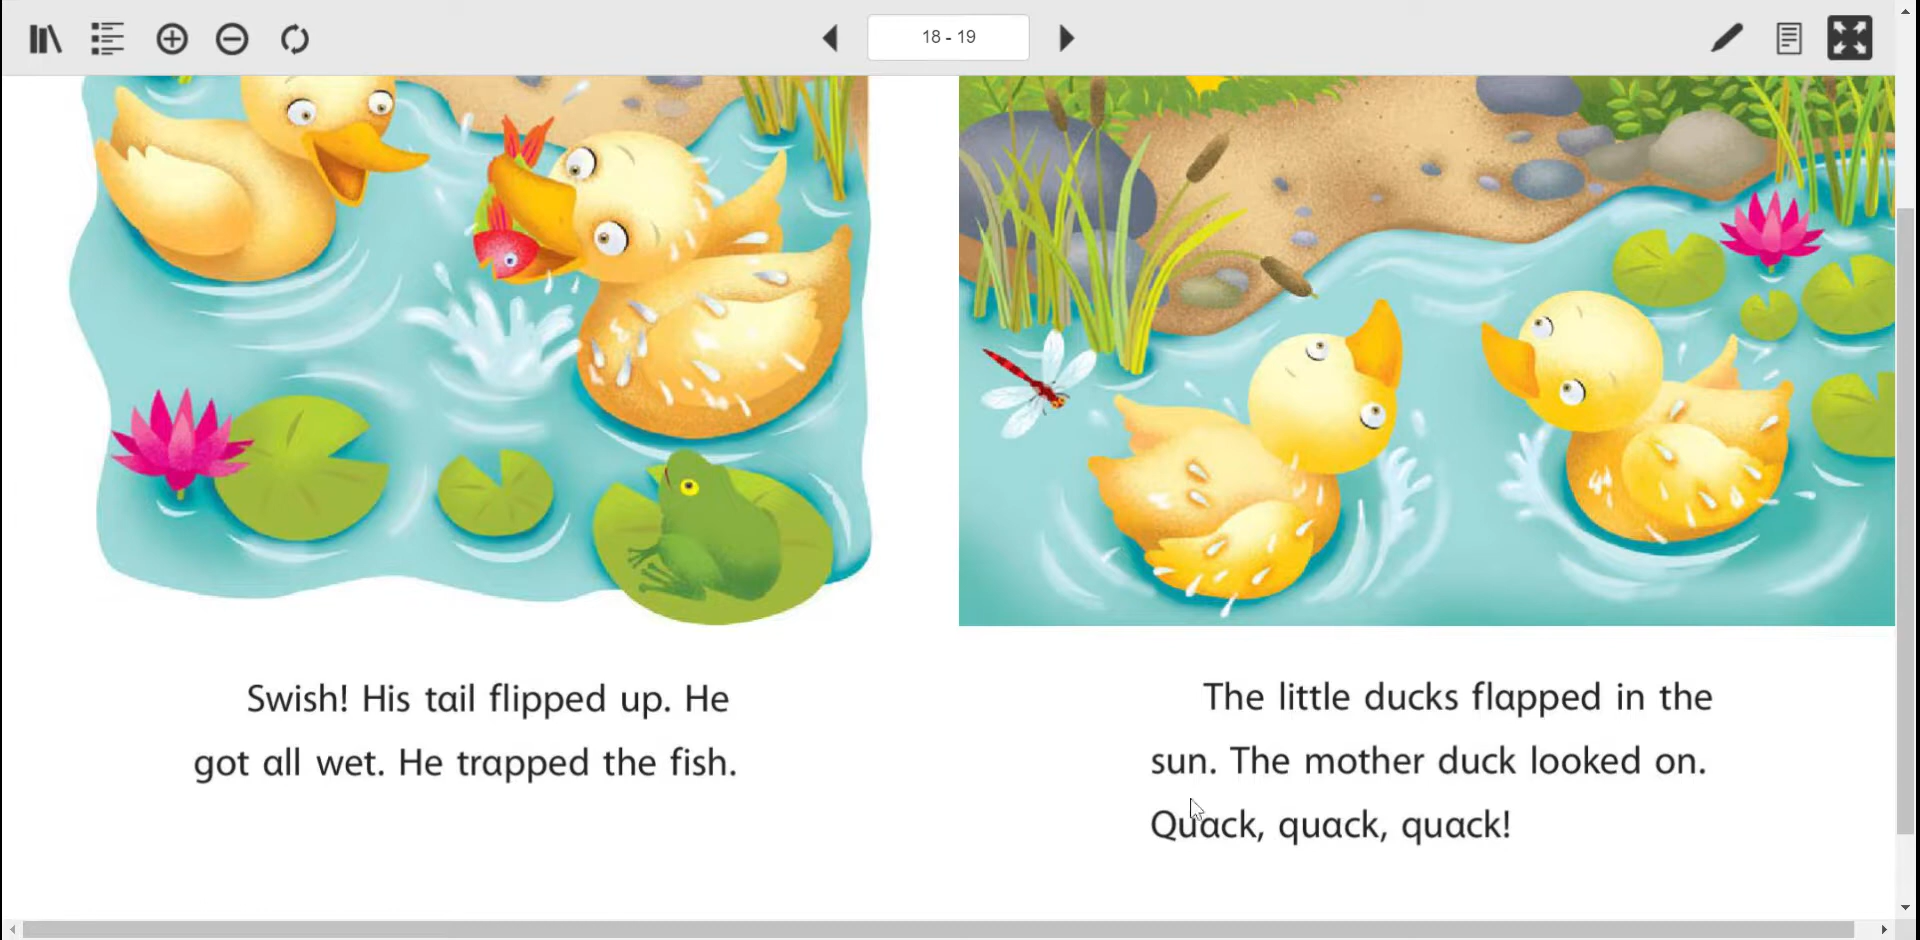 18 - 19
Swish! His tail flipped up. He
got all wet. He trapped the fish.
The little ducks flapped in the
sun. The mother duck looked on.
Quack, quack, quack!